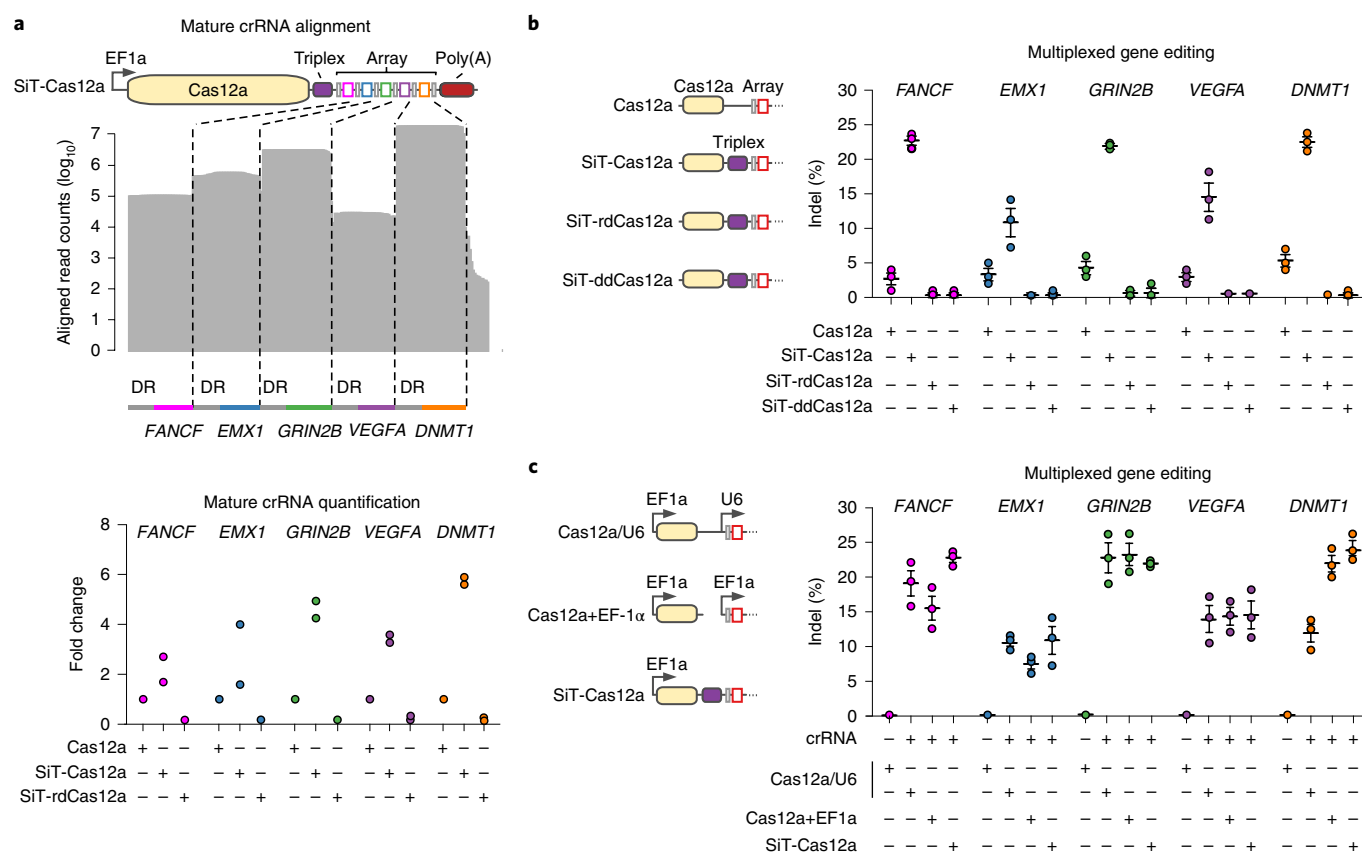 a
Mature crRNA alignment
EF1a
Triplex
Array
Poly(A)
SiT-Cas12a
Cas12a
Aligned read counts (log10)
7
6
5
4
3
2
1
0
DR DR DR DR DR
FANCF EMX1 GRIN2B VEGFA DNMT1
Mature crRNA quantification
Fold change
8
6
4
2
0
FANCF EMX1 GRIN2B VEGFA DNMT1
Cas12a + – – + – – + – – + – – + – –
SiT-Cas12a – + – – + – – + – – + – – + –
SiT-rdCas12a – – + – – + – – + – – + – – +
b
Cas12a Array
Cas12a
Triplex
SiT-Cas12a
SiT-rdCas12a
SiT-ddCas12a
Multiplexed gene editing
Indel (%)
30
25
20
15
10
5
0
FANCF EMX1 GRIN2B VEGFA DNMT1
Cas12a + – – – + – – – + – – – + – – – + – – –
SiT-Cas12a – + – – – + – – – + – – – + – – – + – –
SiT-rdCas12a – – + – – – + – – – + – – – + – – – + –
SiT-ddCas12a – – – + – – – + – – – + – – – + – – – +
c
EF1a U6
Cas12a/U6
EF1a EF1a
Cas12a+EF-1α
EF1a
SiT-Cas12a
Multiplexed gene editing
Indel (%)
30
25
20
15
10
5
0
FANCF EMX1 GRIN2B VEGFA DNMT1
crRNA – + + + – + + + – + + + – + + + – + + +
Cas12a/U6
+ – – – + – – – + – – – + – – – + – – –
– + – – – + – – – + – – – + – – – + – –
Cas12a+EF1a – – + – – – + – – – + – – – + – – – + –
SiT-Cas12a – – – + – – – + – – – + – – – + – – – +